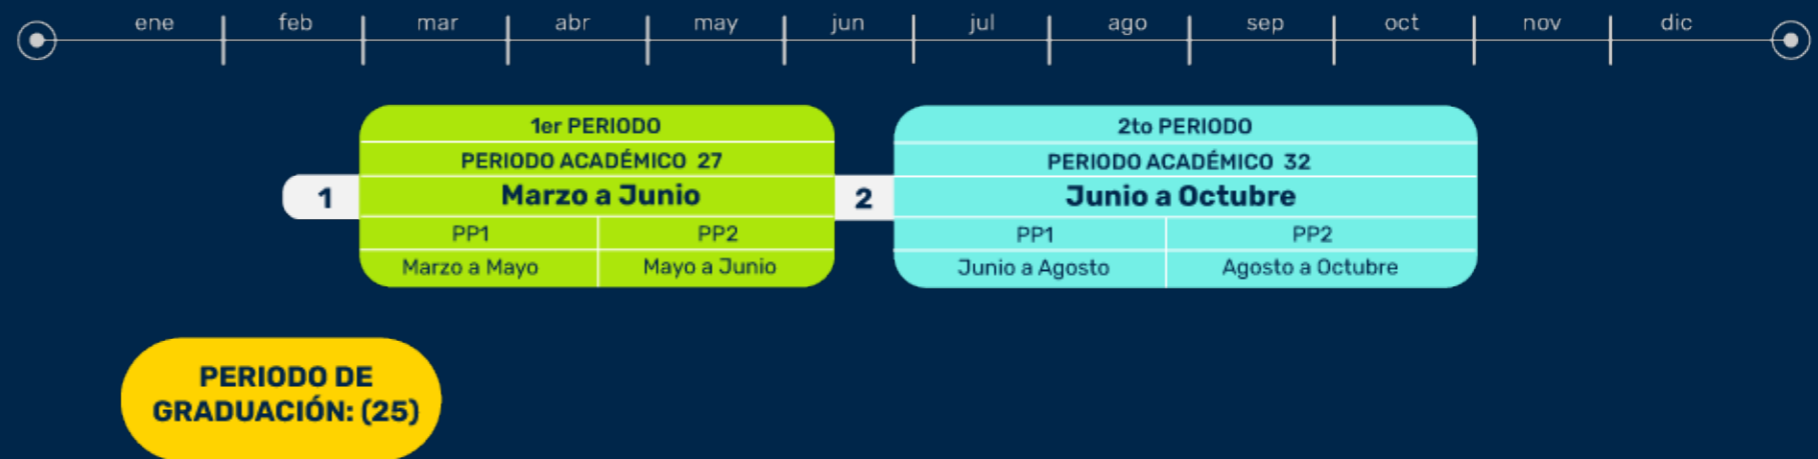 ene feb mar abr may jun jul ago sep oct nov dic
1er PERIODO
PERIODO ACADÉMICO 27
1
Marzo a Junio
PP1 PP2
Marzo a Mayo Mayo a Junio
2to PERIODO
PERIODO ACADÉMICO 32
2
Junio a Octubre
PP1 PP2
Junio a Agosto Agosto a Octubre
PERIODO DE
GRADUACIÓN: (25)